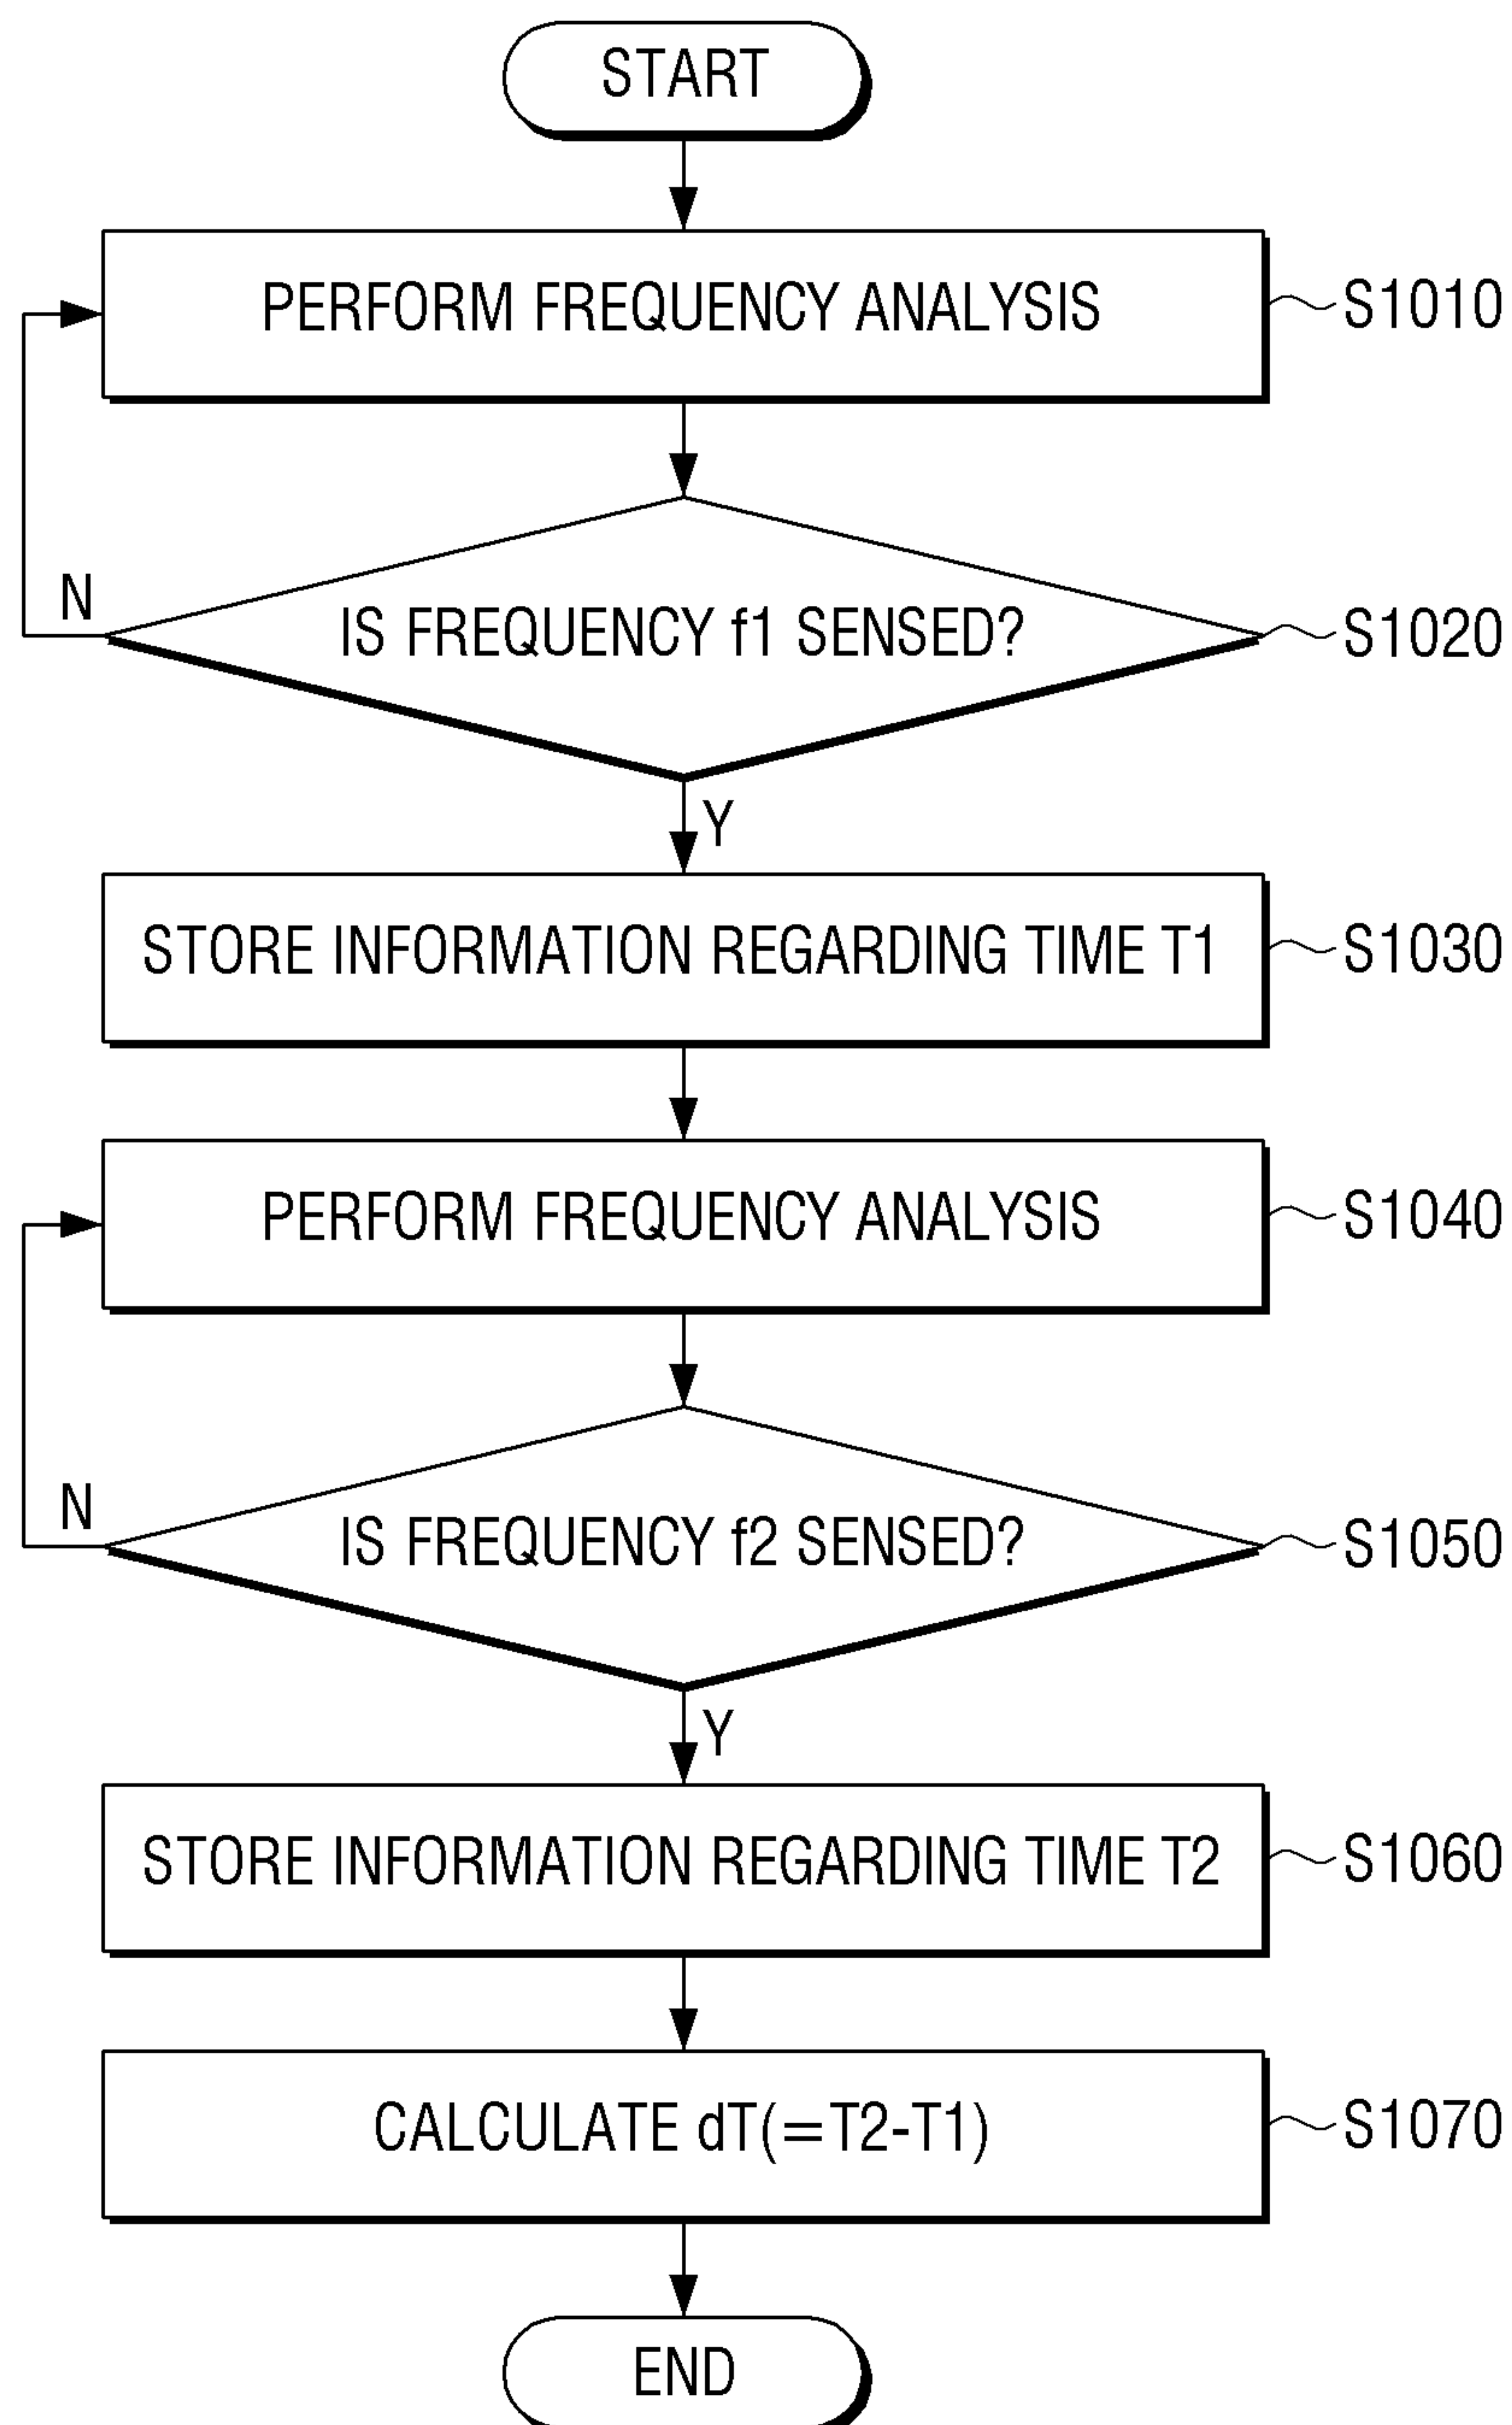 START
PERFORM FREQUENCY ANALYSIS
S1010
N
IS FREQUENCY f1 SENSED?
S1020
Y
STORE INFORMATION REGARDING TIME T1
S1030
PERFORM FREQUENCY ANALYSIS
S1040
N
IS FREQUENCY f2 SENSED?
S1050
Y
STORE INFORMATION REGARDING TIME T2
S1060
CALCULATE dT(=T2-T1)
S1070
END